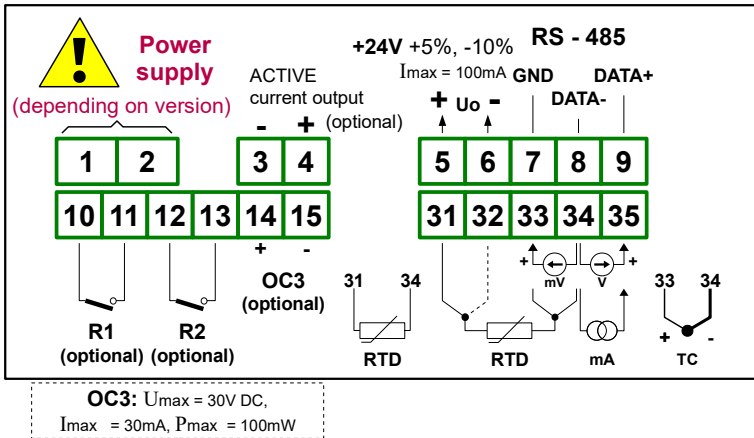 Power
supply
(depending on version)
ACTIVE
current output
(optional)
- +
+24V +5%, -10%
Imax = 100mA
+ Uo -
RS - 485
GND DATA+
DATA-
1 2 3 4 5 6 7 8 9
10 11 12 13 14 15 31 32 33 34 35
+ -
OC3
(optional)
R1
(optional)
R2
(optional)
31 34
RTD
RTD
+ mV V +
mA
33 34
+ -
TC
OC3: Umax = 30V DC,
Imax = 30mA, Pmax = 100mW